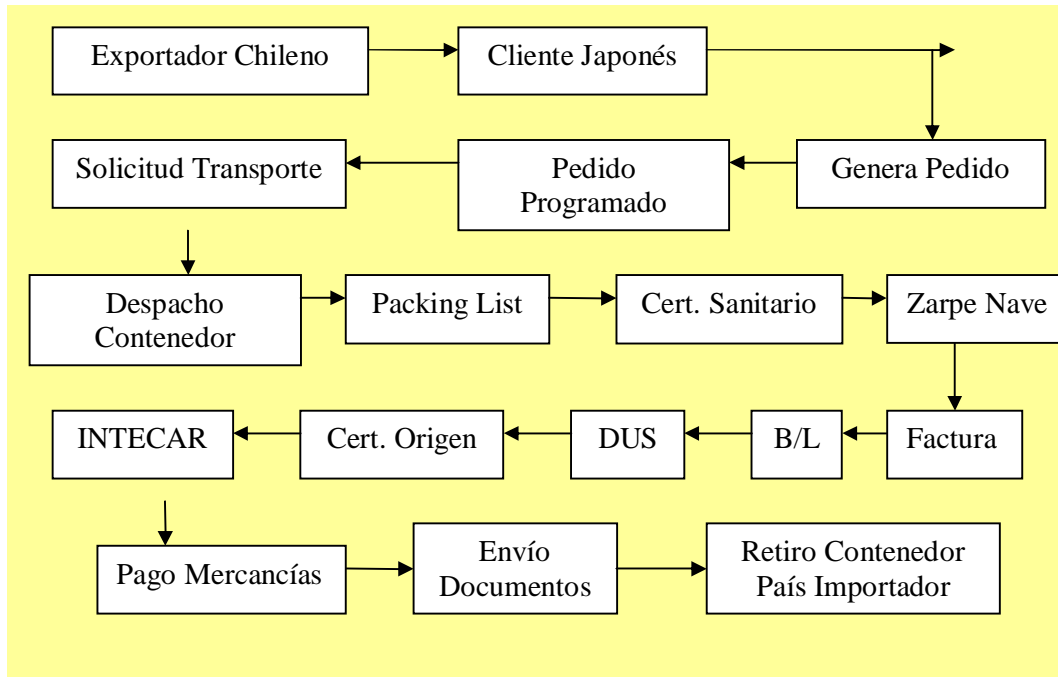 Exportador Chileno
Cliente Japonés
Genera Pedido
Pedido
Programado
Solicitud Transporte
Despacho
Contenedor
Packing List
Cert. Sanitario
Zarpe Nave
Factura
B/L
DUS
Cert. Origen
INTECAR
Pago Mercancías
Envío
Documentos
Retiro Contenedor
País Importador